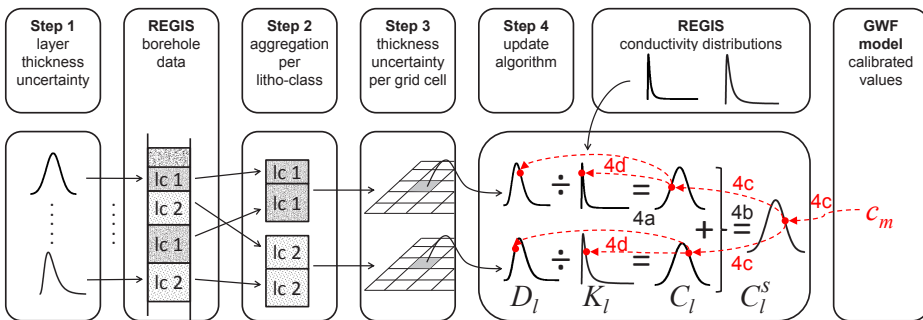 Step 1
layer
thickness
uncertainty
REGIS
borehole
data
Step 2
aggregation
per
litho-class
Step 3
thickness
uncertainty
per grid cell
Step 4
update
algorithm
REGIS
conductivity distributions
GWF
model
calibrated
values
lc 1
lc 2
lc 1
lc 2
lc 1
lc 1
lc 2
lc 2
÷ 4d = 4c
4a + 4b = 4c c_m
÷ 4d = 4c
D_l K_l C_l C_l^s